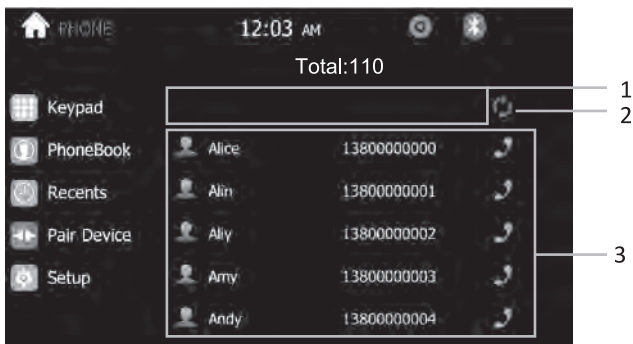 PHONE 12:03 AM
Total:110
1
Keypad
2
PhoneBook Alice 13800000000
Recents Alin 13800000001
Pair Device Aliy 13800000002
3
Setup Amy 13800000003
Andy 13800000004